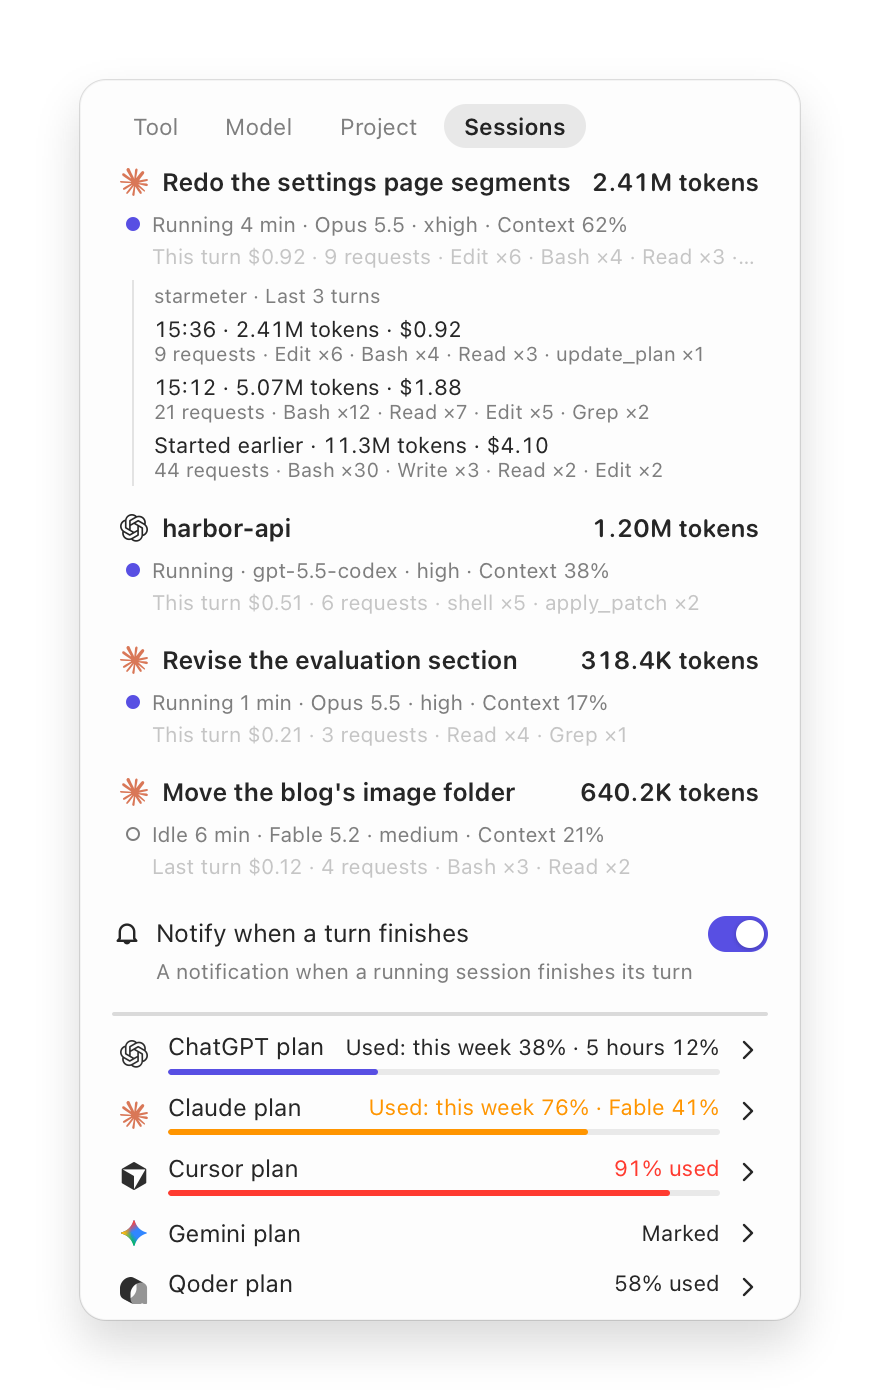 Tool Model Project Sessions
Redo the settings page segments 2.41M tokens
Running 4 min · Opus 5.5 · xhigh · Context 62%
This turn $0.92 · 9 requests · Edit ×6 · Bash ×4 · Read ×3 ·…
starmeter · Last 3 turns
15:36 · 2.41M tokens · $0.92
9 requests · Edit ×6 · Bash ×4 · Read ×3 · update_plan ×1
15:12 · 5.07M tokens · $1.88
21 requests · Bash ×12 · Read ×7 · Edit ×5 · Grep ×2
Started earlier · 11.3M tokens · $4.10
44 requests · Bash ×30 · Write ×3 · Read ×2 · Edit ×2
harbor-api 1.20M tokens
Running · gpt-5.5-codex · high · Context 38%
This turn $0.51 · 6 requests · shell ×5 · apply_patch ×2
Revise the evaluation section 318.4K tokens
Running 1 min · Opus 5.5 · high · Context 17%
This turn $0.21 · 3 requests · Read ×4 · Grep ×1
Move the blog's image folder 640.2K tokens
Idle 6 min · Fable 5.2 · medium · Context 21%
Last turn $0.12 · 4 requests · Bash ×3 · Read ×2
Notify when a turn finishes
A notification when a running session finishes its turn
ChatGPT plan Used: this week 38% · 5 hours 12%
Claude plan Used: this week 76% · Fable 41%
Cursor plan 91% used
Gemini plan Marked
Qoder plan 58% used